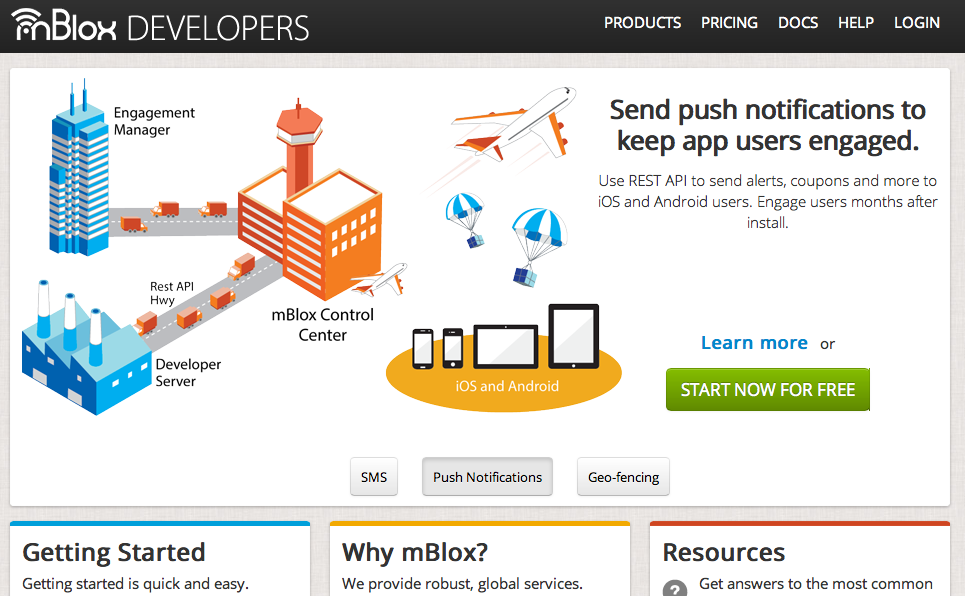 mBlox DEVELOPERS
PRODUCTS PRICING DOCS HELP LOGIN
Engagement
Manager
Rest API
Hwy
mBlox Control
Center
Developer
Server
iOS and Android
Send push notifications to
keep app users engaged.
Use REST API to send alerts, coupons and more to
iOS and Android users. Engage users months after
install.
Learn more or
START NOW FOR FREE
SMS
Push Notifications
Geo-fencing
Getting Started
Getting started is quick and easy.
Why mBlox?
We provide robust, global services.
Resources
?
Get answers to the most common